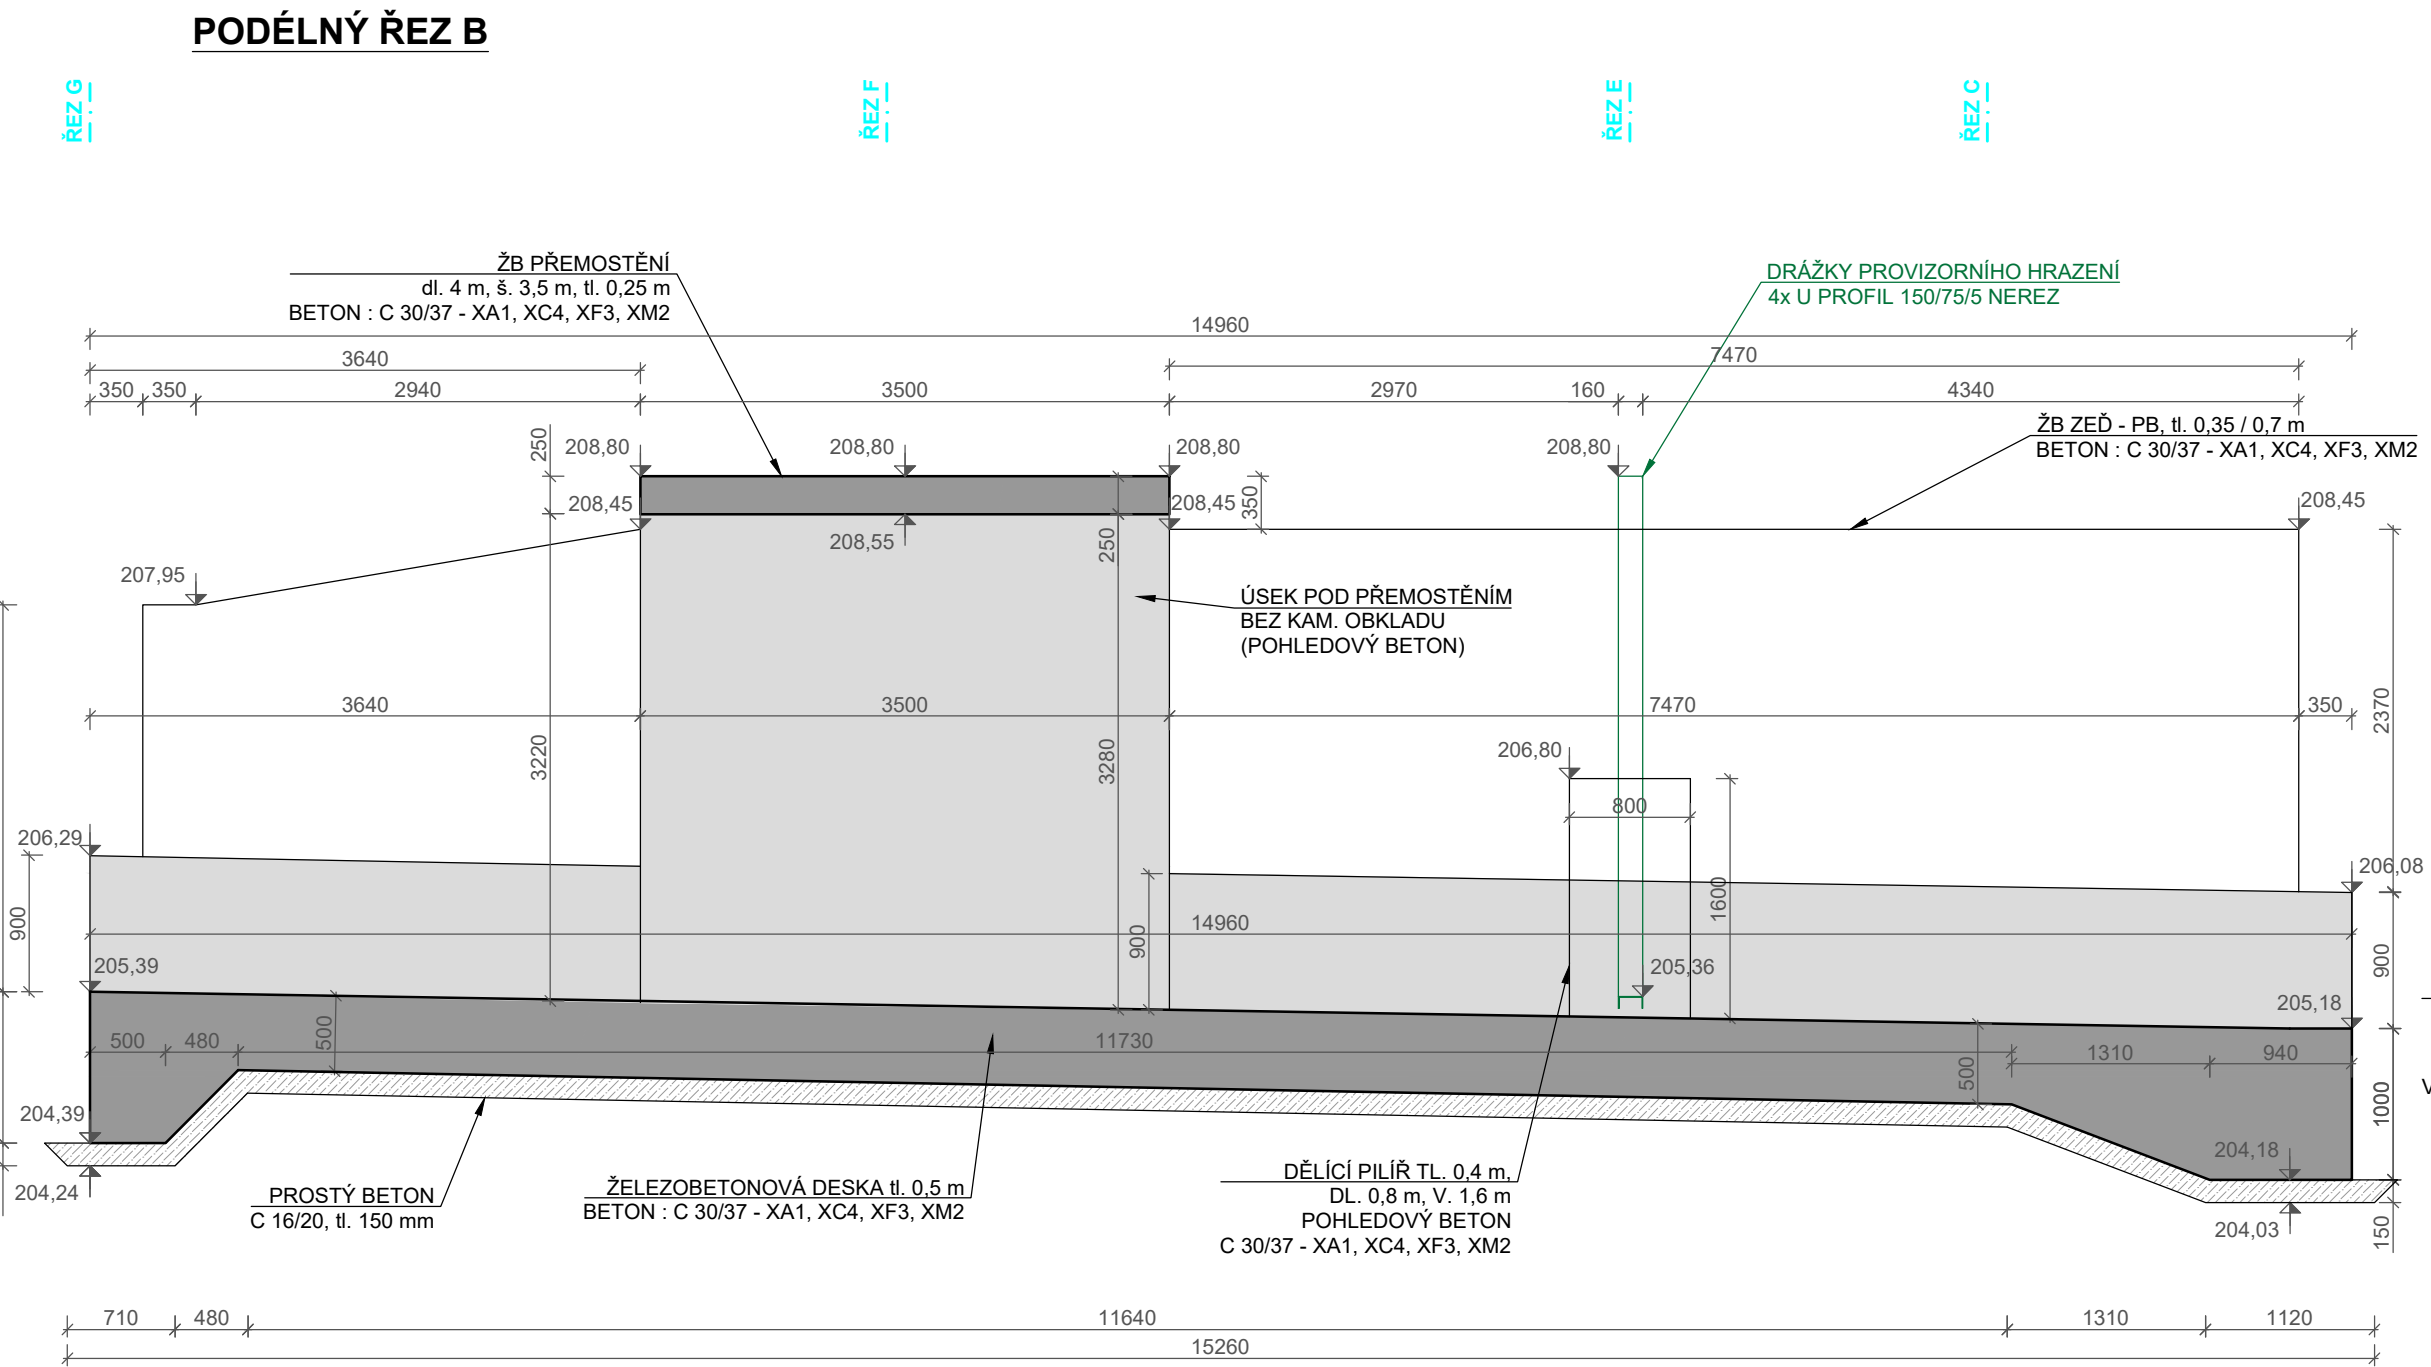 PODÉLNÝ ŘEZ B
ŘEZ G
ŘEZ F
ŘEZ E
ŘEZ C
ŽB PŘEMOSTĚNÍ
dl. 4 m, š. 3,5 m, tl. 0,25 m
BETON : C 30/37 - XA1, XC4, XF3, XM2
DRÁŽKY PROVIZORNÍHO HRAZENÍ
4x U PROFIL 150/75/5 NEREZ
14960
3640
7470
350
350
2940
3500
2970
160
4340
ŽB ZEĎ - PB, tl. 0,35 / 0,7 m
BETON : C 30/37 - XA1, XC4, XF3, XM2
250
208,80
208,80
208,80
208,80
208,45
208,45
350
208,45
208,55
250
207,95
ÚSEK POD PŘEMOSTĚNÍM
BEZ KAM. OBKLADU
(POHLEDOVÝ BETON)
3640
3500
7470
350
2370
3220
3280
206,80
800
206,29
206,08
900
1600
14960
900
900
205,39
205,36
205,18
500
480
500
11730
500
1310
940
1000
V
204,39
204,18
204,24
204,03
150
PROSTÝ BETON
C 16/20, tl. 150 mm
ŽELEZOBETONOVÁ DESKA tl. 0,5 m
BETON : C 30/37 - XA1, XC4, XF3, XM2
DĚLÍCÍ PILÍŘ TL. 0,4 m,
DL. 0,8 m, V. 1,6 m
POHLEDOVÝ BETON
C 30/37 - XA1, XC4, XF3, XM2
710
480
11640
1310
1120
15260